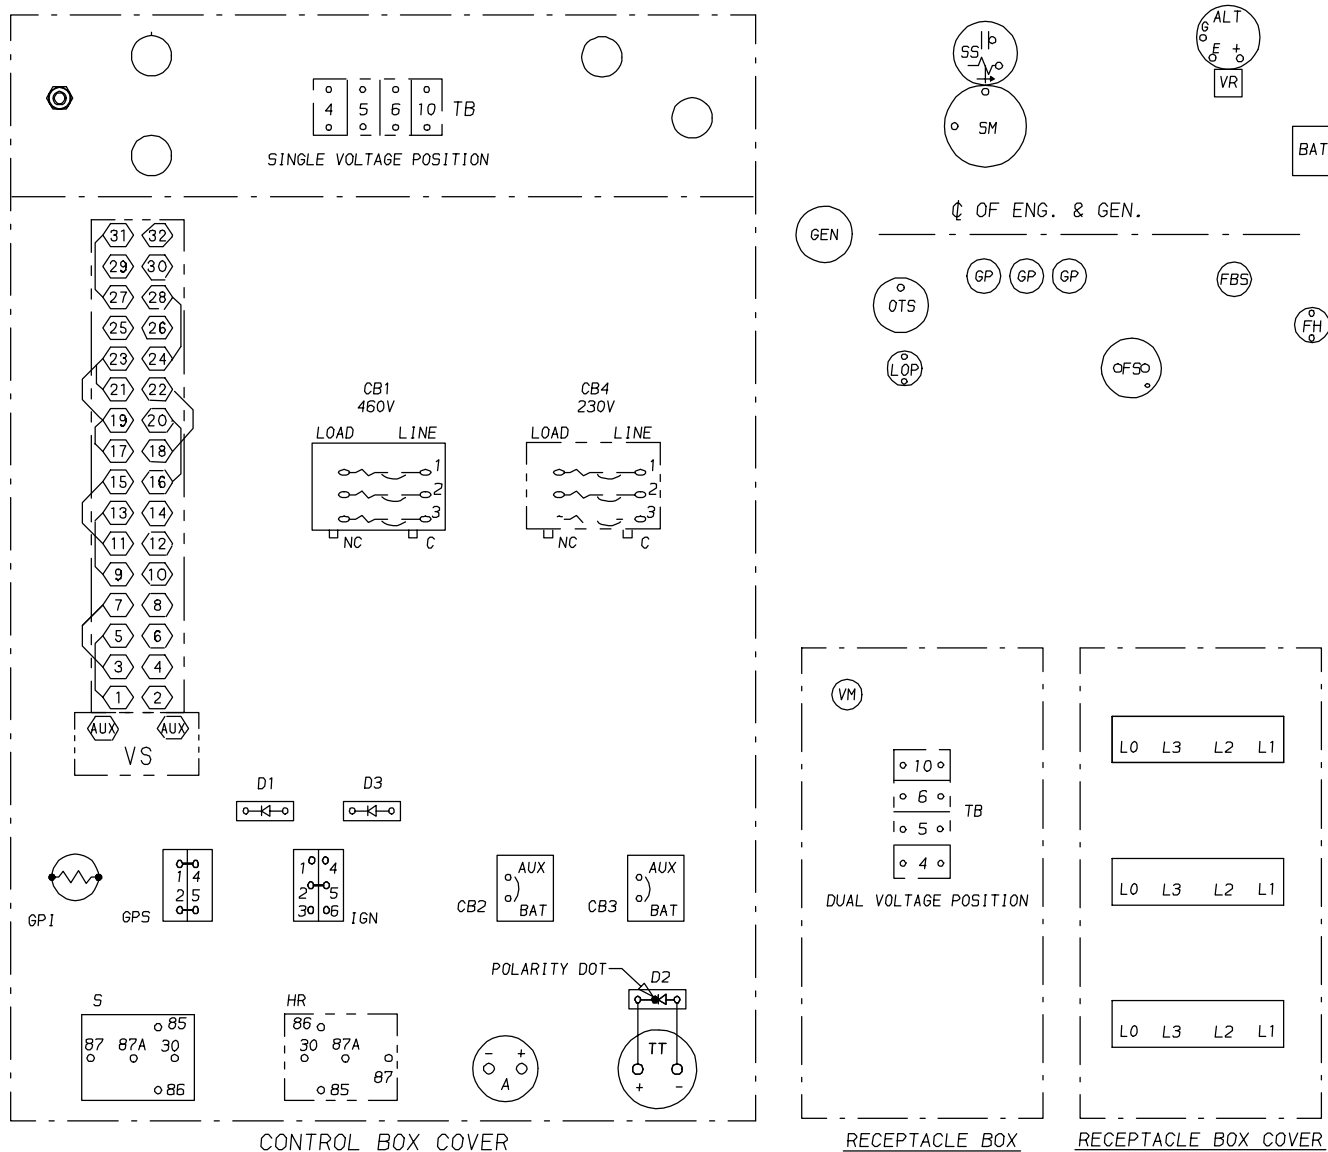 4 5 6 10 TB
SINGLE VOLTAGE POSITION
31 32
29 30
27 28
25 26
23 24
21 22
19 20
17 18
15 16
13 14
11 12
9 10
7 8
5 6
3 4
1 2
AUX AUX
VS
CB1
460V
LOAD LINE
1
2
3
NC C
CB4
230V
LOAD LINE
1
2
3
NC C
D1 D3
GPI
GPS
1 4
2 5
IGN
1 4
2 5
3 6
CB2
AUX
BAT
CB3
AUX
BAT
POLARITY DOT
D2
S
85
87 87A 30
86
HR
86
30 87A
87
85
- +
A
TT
+ -
CONTROL BOX COVER
SS
SM
ALT
G
E +
VR
BAT
℄ OF ENG. & GEN.
GEN
GP GP GP
FBS
OTS
FH
LOP
FS
VM
10
6
5
4
TB
DUAL VOLTAGE POSITION
RECEPTACLE BOX
L0 L3 L2 L1
L0 L3 L2 L1
L0 L3 L2 L1
RECEPTACLE BOX COVER